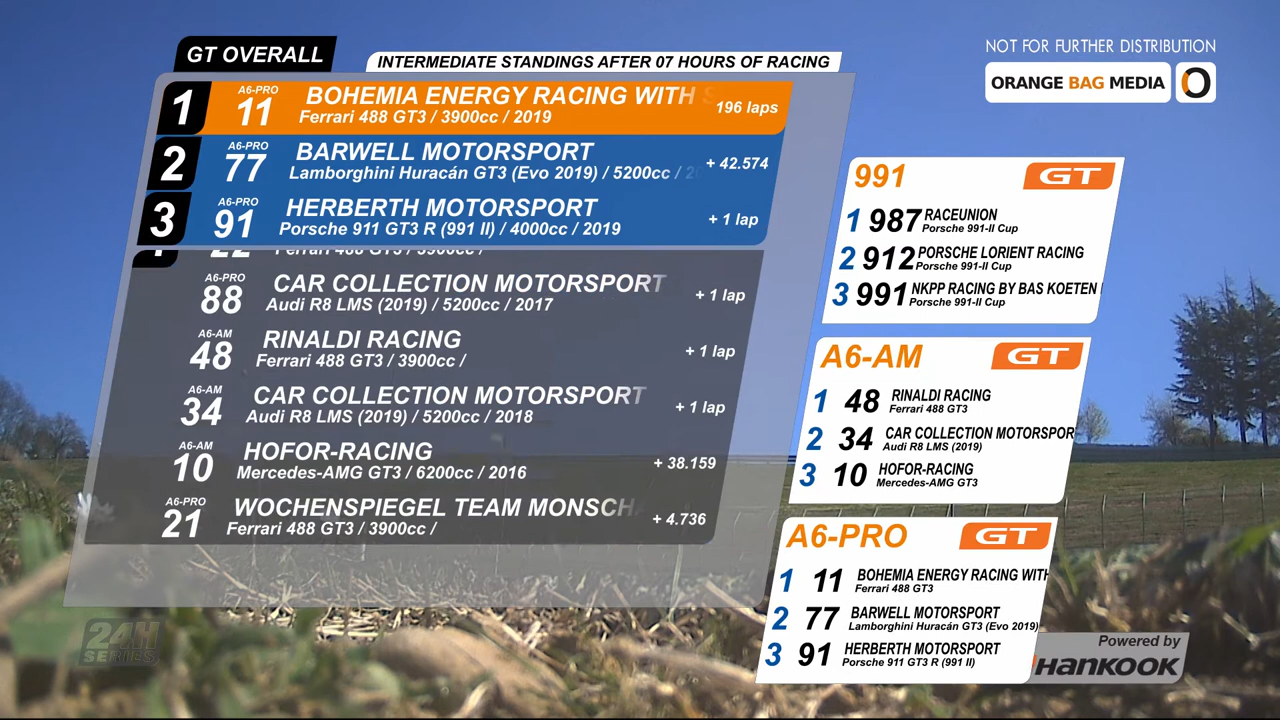 GT OVERALL
INTERMEDIATE STANDINGS AFTER 07 HOURS OF RACING
1 A6-PRO 11 BOHEMIA ENERGY RACING WITH S 196 laps
Ferrari 488 GT3 / 3900cc / 2019
2 A6-PRO 77 BARWELL MOTORSPORT + 42.574
Lamborghini Huracán GT3 (Evo 2019) / 5200cc / 2
3 A6-PRO 91 HERBERTH MOTORSPORT + 1 lap
Porsche 911 GT3 R (991 II) / 4000cc / 2019
22 Ferrari 488 GT3 / 3900cc /
A6-PRO 88 CAR COLLECTION MOTORSPORT + 1 lap
Audi R8 LMS (2019) / 5200cc / 2017
A6-AM 48 RINALDI RACING + 1 lap
Ferrari 488 GT3 / 3900cc /
A6-AM 34 CAR COLLECTION MOTORSPORT + 1 lap
Audi R8 LMS (2019) / 5200cc / 2018
A6-AM 10 HOFOR-RACING + 38.159
Mercedes-AMG GT3 / 6200cc / 2016
A6-PRO 21 WOCHENSPIEGEL TEAM MONSCH + 4.736
Ferrari 488 GT3 / 3900cc /
NOT FOR FURTHER DISTRIBUTION
ORANGE BAG MEDIA
991 GT
1 987 RACEUNION
Porsche 991-II Cup
2 912 PORSCHE LORIENT RACING
Porsche 991-II Cup
3 991 NKPP RACING BY BAS KOETEN
Porsche 991-II Cup
A6-AM GT
1 48 RINALDI RACING
Ferrari 488 GT3
2 34 CAR COLLECTION MOTORSPOR
Audi R8 LMS (2019)
3 10 HOFOR-RACING
Mercedes-AMG GT3
A6-PRO GT
1 11 BOHEMIA ENERGY RACING WITH
Ferrari 488 GT3
2 77 BARWELL MOTORSPORT
Lamborghini Huracán GT3 (Evo 2019)
3 91 HERBERTH MOTORSPORT
Porsche 911 GT3 R (991 II)
24H
SERIES
Powered by
HANKOOK